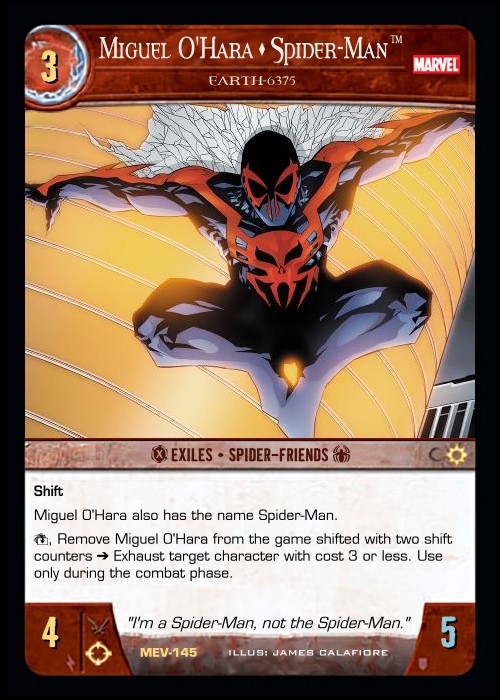 3
Miguel O'Hara ♦ Spider-Man™
MARVEL
EARTH-6375
EXILES • SPIDER-FRIENDS
C
Shift
Miguel O'Hara also has the name Spider-Man.
, Remove Miguel O'Hara from the game shifted with two shift
counters ➔ Exhaust target character with cost 3 or less. Use
only during the combat phase.
"I'm a Spider-Man, not the Spider-Man."
4
MEV-145
ILLUS: JAMES CALAFIORE
5